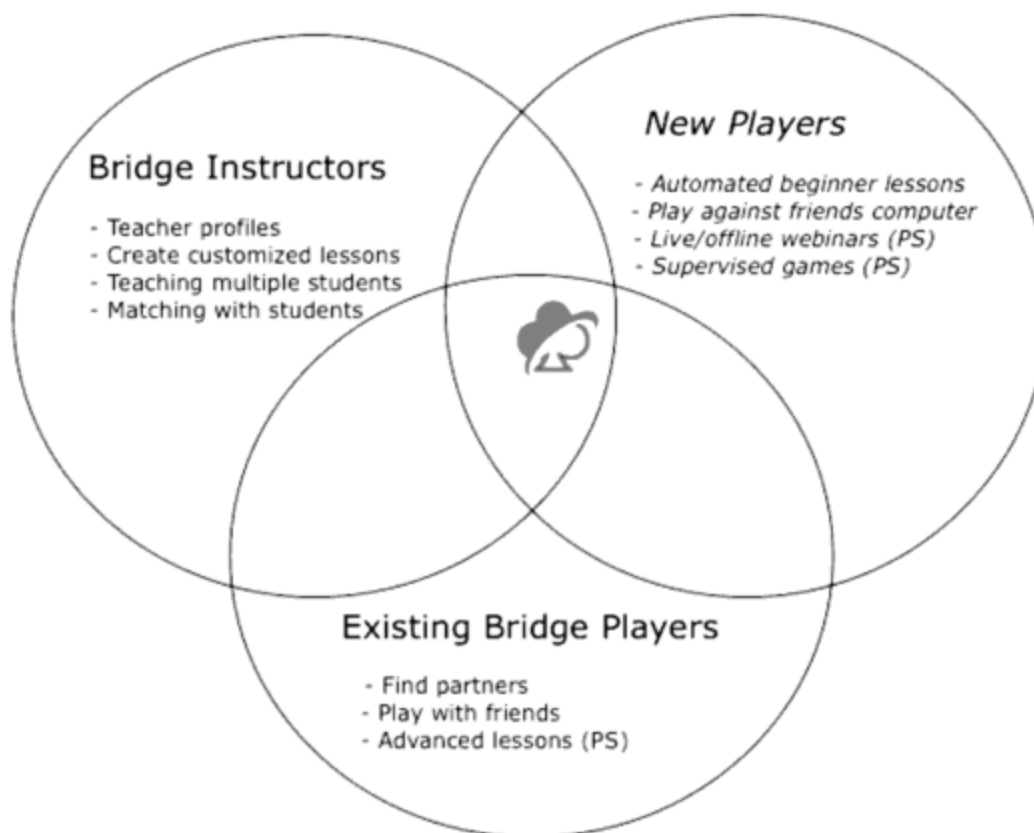 Bridge Instructors
- Teacher profiles
- Create customized lessons
- Teaching multiple students
- Matching with students
New Players
- Automated beginner lessons
- Play against friends computer
- Live/offline webinars (PS)
- Supervised games (PS)
Existing Bridge Players
- Find partners
- Play with friends
- Advanced lessons (PS)